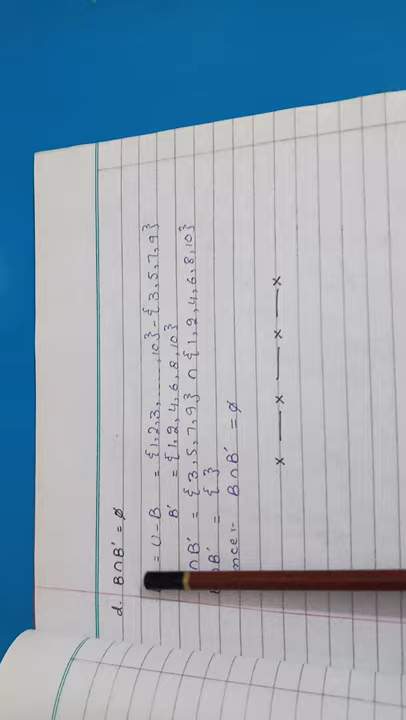 d. B∩B' = ∅
= U-B = {1,2,3,.....,10} - {3,5,7,9}
B' = {1,2,4,6,8,10}
∩B' = {3,5,7,9} ∩ {1,2,4,6,8,10}
∩B' = { }
nce:- B∩B' = ∅
x — x — x — x